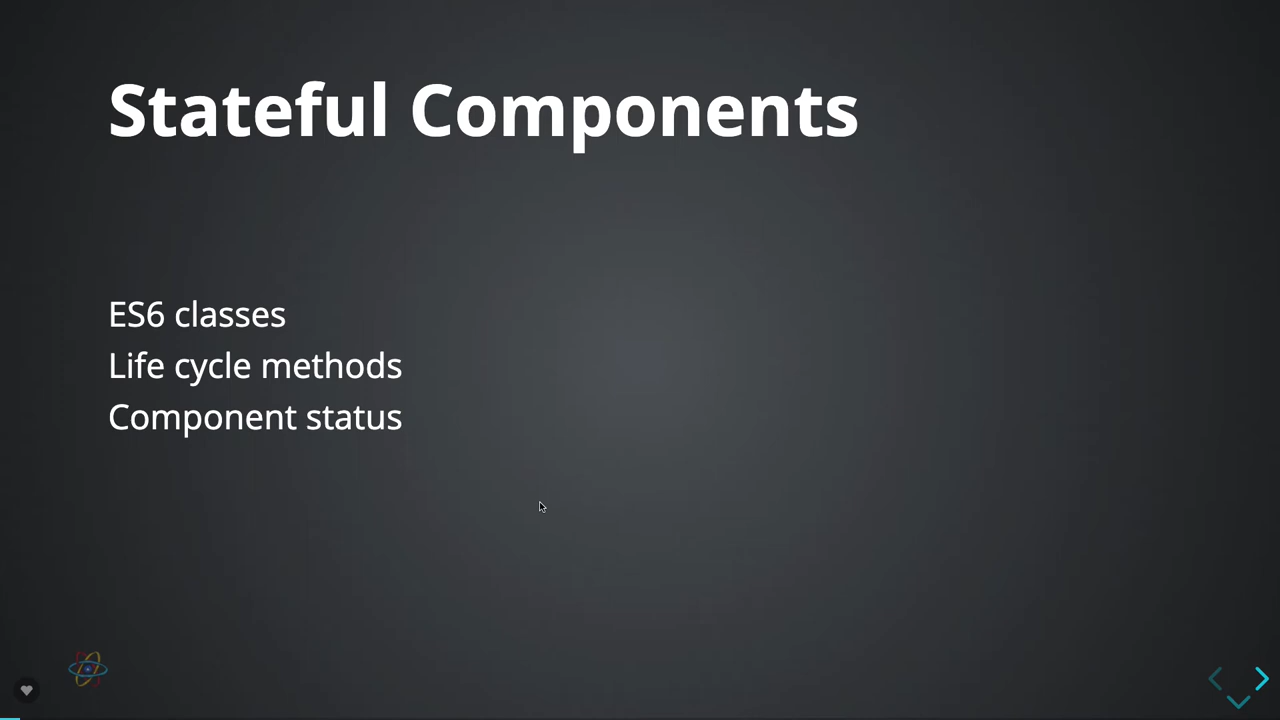 Stateful Components
ES6 classes
Life cycle methods
Component status